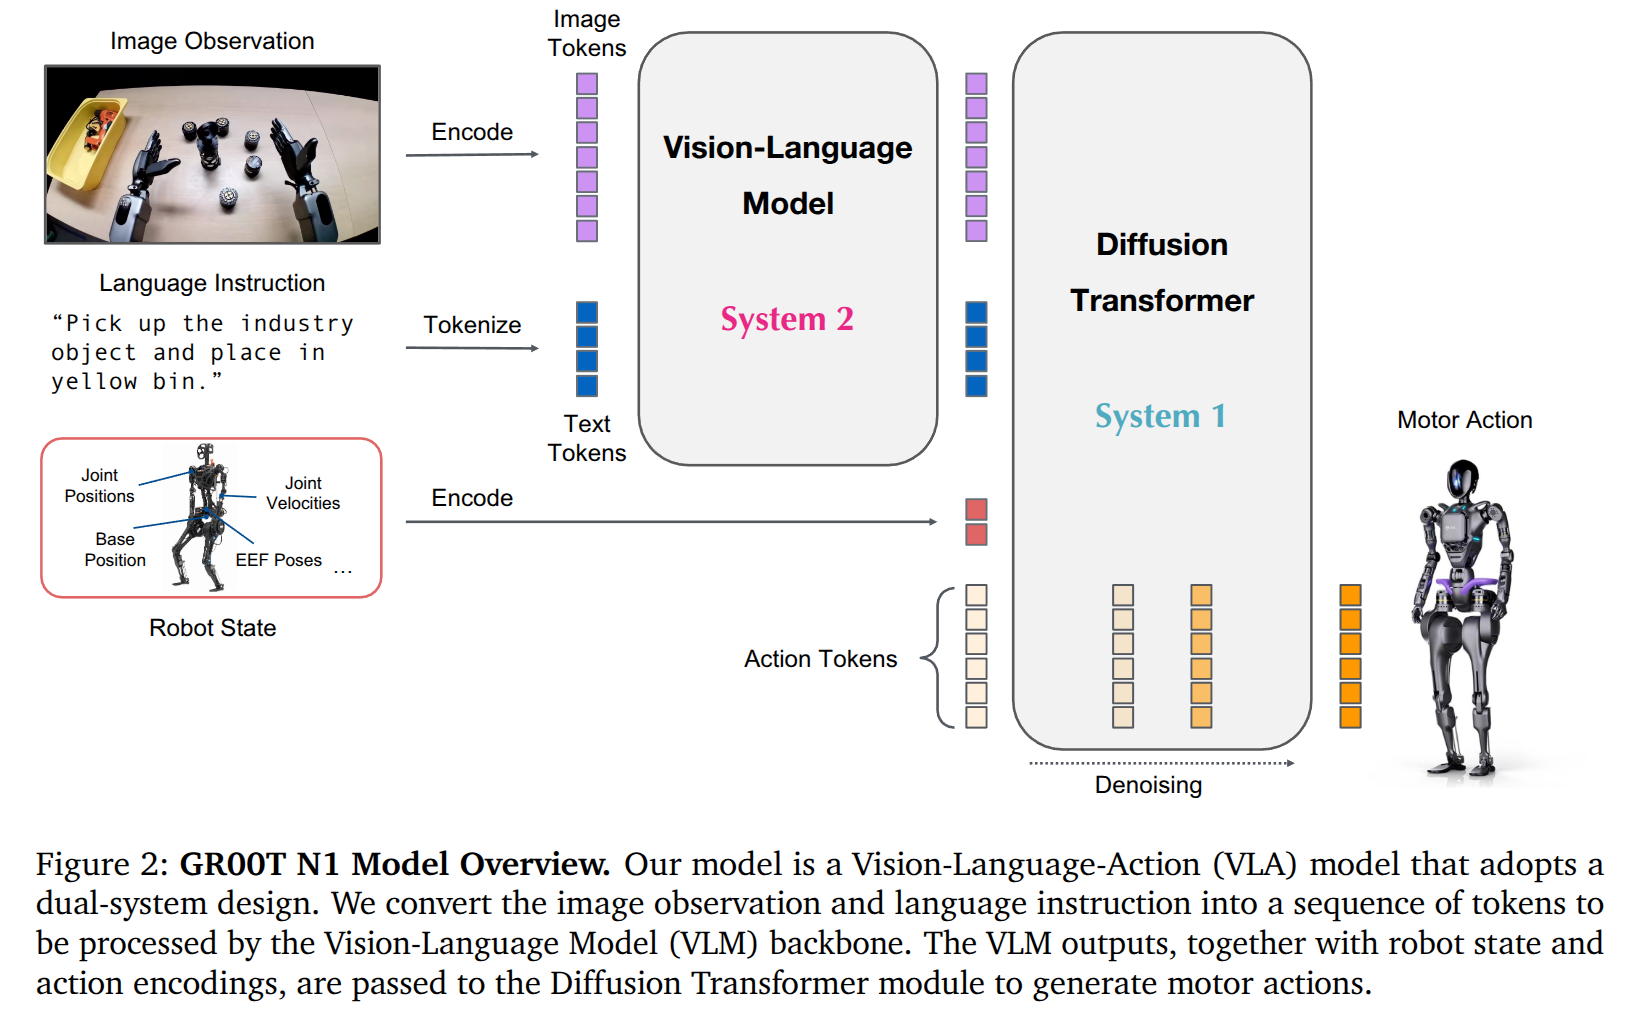 Image Observation
Image
Tokens
Encode
Vision-Language
Model
System 2
Diffusion
Transformer
System 1
Language Instruction
“Pick up the industry
object and place in
yellow bin.”
Tokenize
Text
Tokens
Joint
Positions
Joint
Velocities
Base
Position
EEF Poses ...
Robot State
Encode
Action Tokens
Motor Action
Denoising
Figure 2: GR00T N1 Model Overview. Our model is a Vision-Language-Action (VLA) model that adopts a
dual-system design. We convert the image observation and language instruction into a sequence of tokens to
be processed by the Vision-Language Model (VLM) backbone. The VLM outputs, together with robot state and
action encodings, are passed to the Diffusion Transformer module to generate motor actions.